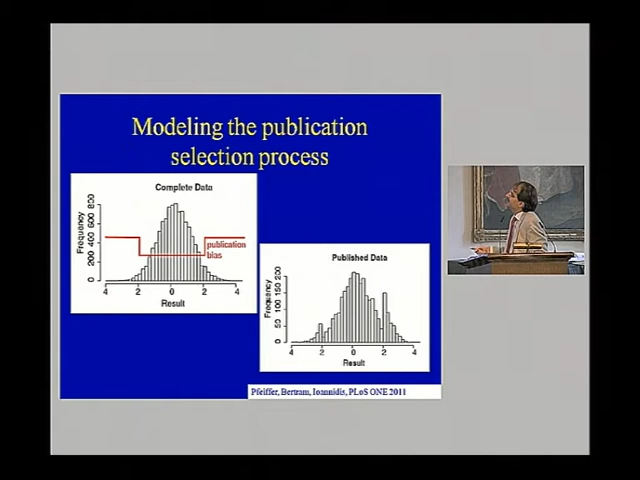 Modeling the publication
selection process
Complete Data
Frequency
0 200 400 600 800
publication
bias
4 2 0 2 4
Result
Published Data
Frequency
0 50 100 150 200
4 2 0 2 4
Result
Pfeiffer, Bertram, Ioannidis, PLoS ONE 2011